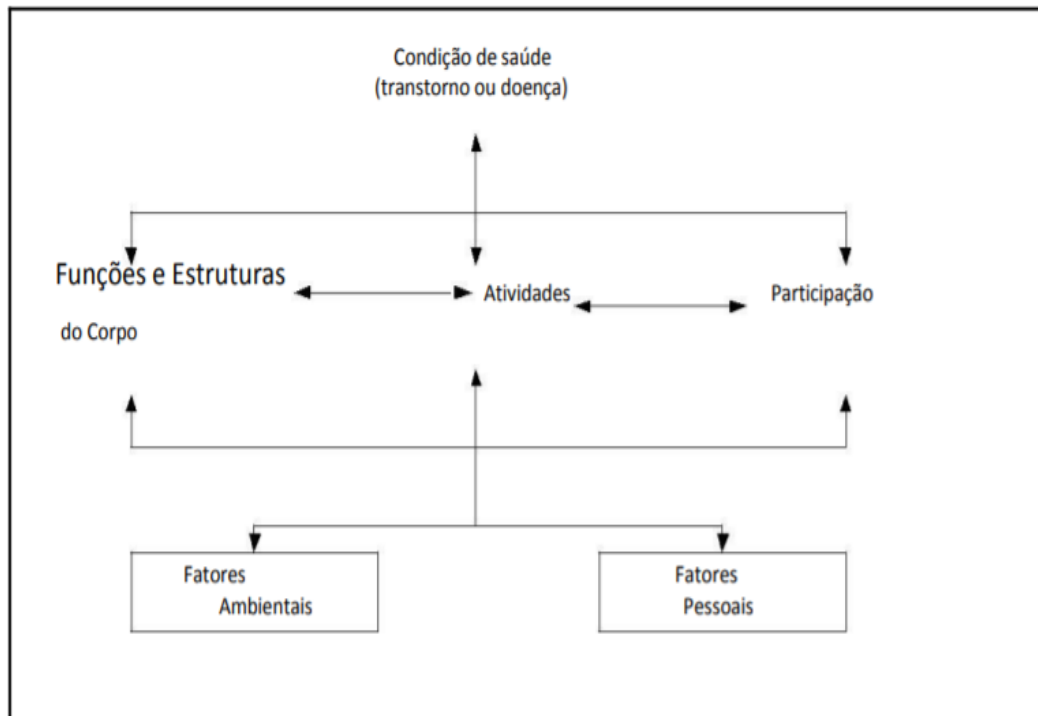 Condição de saúde
(transtorno ou doença)
Funções e Estruturas
do Corpo
Atividades
Participação
Fatores
Ambientais
Fatores
Pessoais